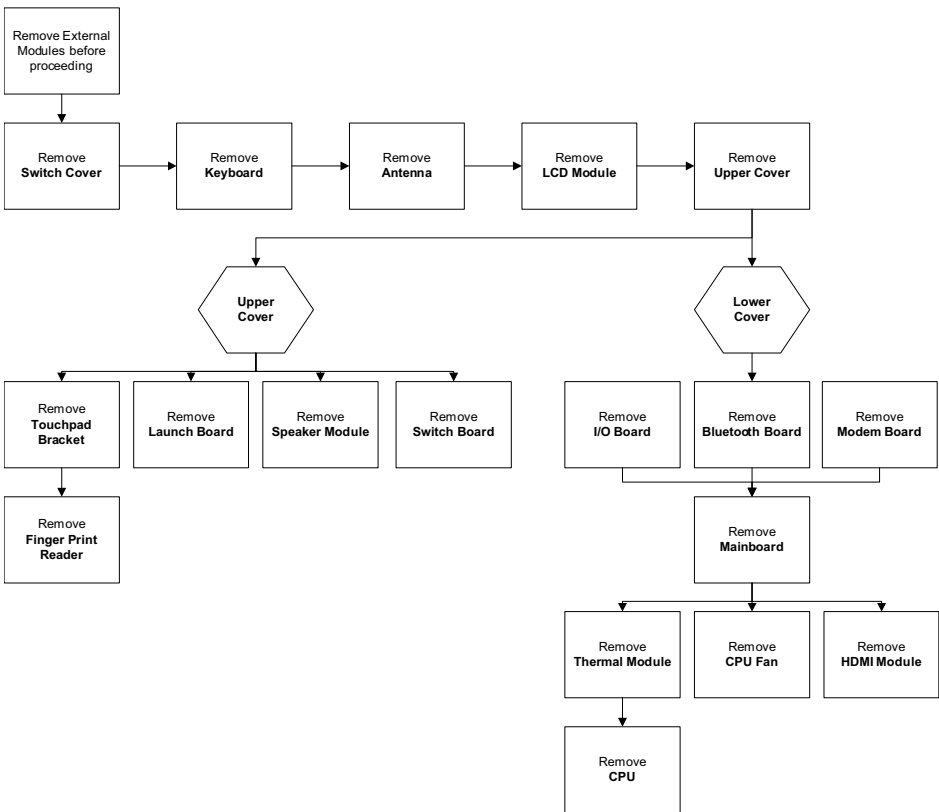 Remove External
Modules before
proceeding
Remove
Switch Cover
Remove
Keyboard
Remove
Antenna
Remove
LCD Module
Remove
Upper Cover
Upper
Cover
Lower
Cover
Remove
Touchpad
Bracket
Remove
Launch Board
Remove
Speaker Module
Remove
Switch Board
Remove
I/O Board
Remove
Bluetooth Board
Remove
Modem Board
Remove
Finger Print
Reader
Remove
Mainboard
Remove
Thermal Module
Remove
CPU Fan
Remove
HDMI Module
Remove
CPU